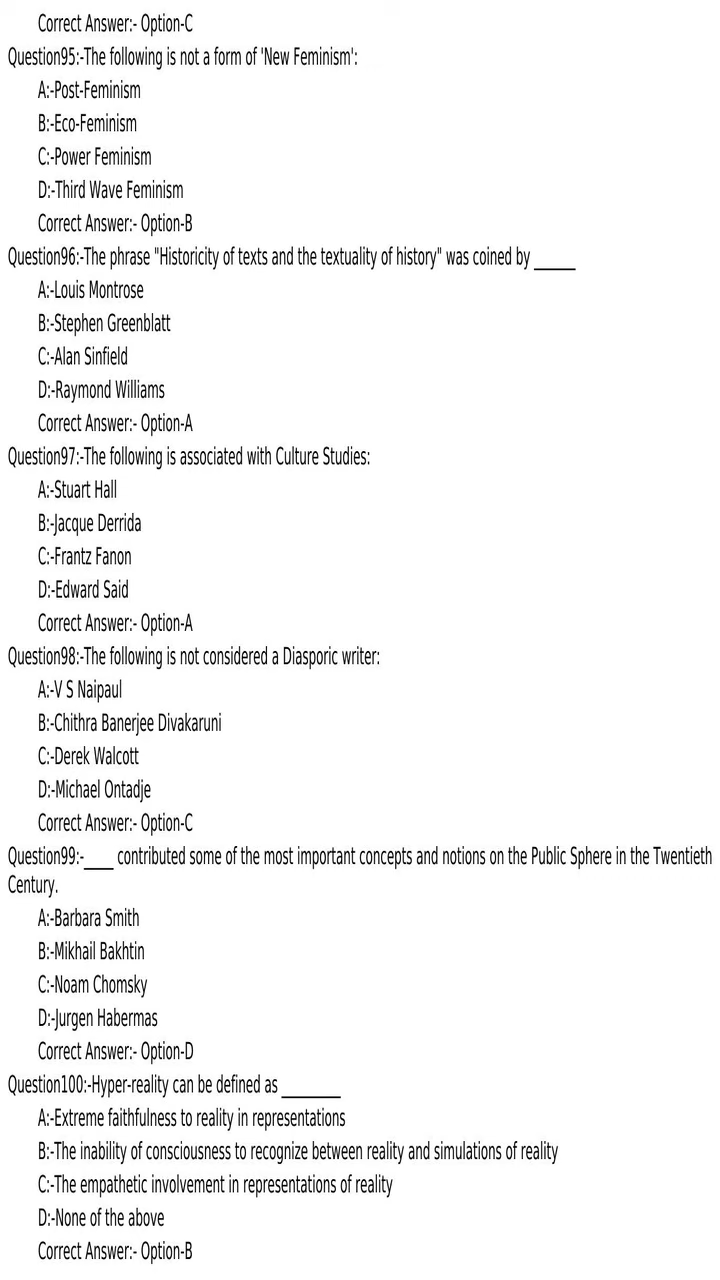 Correct Answer:- Option-C
Question95:-The following is not a form of 'New Feminism':
A:-Post-Feminism
B:-Eco-Feminism
C:-Power Feminism
D:-Third Wave Feminism
Correct Answer:- Option-B
Question96:-The phrase "Historicity of texts and the textuality of history" was coined by ______
A:-Louis Montrose
B:-Stephen Greenblatt
C:-Alan Sinfield
D:-Raymond Williams
Correct Answer:- Option-A
Question97:-The following is associated with Culture Studies:
A:-Stuart Hall
B:-Jacque Derrida
C:-Frantz Fanon
D:-Edward Said
Correct Answer:- Option-A
Question98:-The following is not considered a Diasporic writer:
A:-V S Naipaul
B:-Chithra Banerjee Divakaruni
C:-Derek Walcott
D:-Michael Ontadje
Correct Answer:- Option-C
Question99:-____ contributed some of the most important concepts and notions on the Public Sphere in the Twentieth
Century.
A:-Barbara Smith
B:-Mikhail Bakhtin
C:-Noam Chomsky
D:-Jurgen Habermas
Correct Answer:- Option-D
Question100:-Hyper-reality can be defined as ________
A:-Extreme faithfulness to reality in representations
B:-The inability of consciousness to recognize between reality and simulations of reality
C:-The empathetic involvement in representations of reality
D:-None of the above
Correct Answer:- Option-B